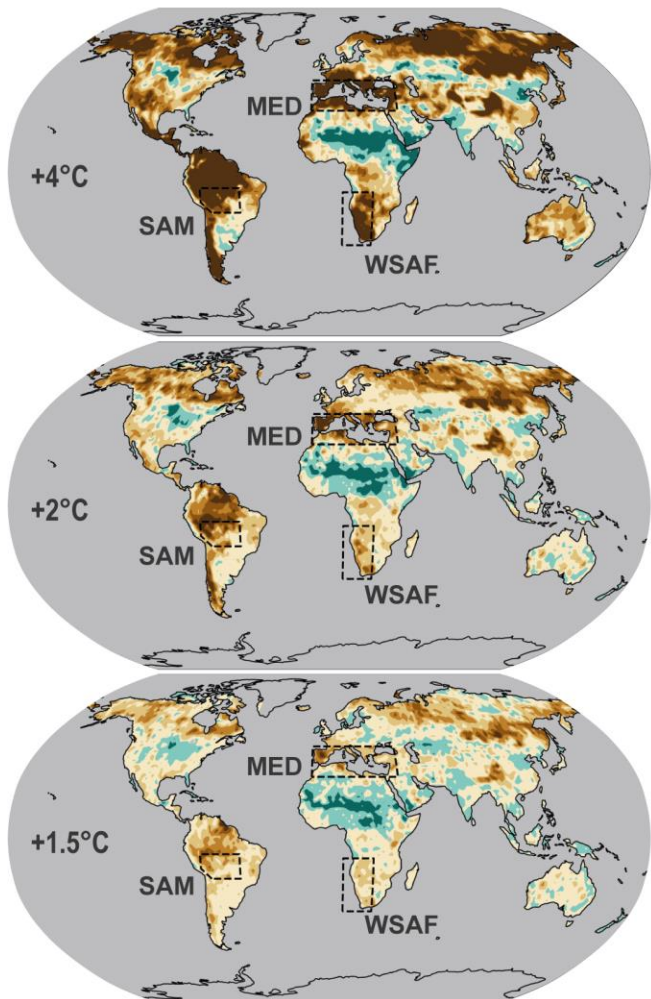 MED
+4°C
SAM
WSAF.
MED
+2°C
SAM
WSAF.
MED
+1.5°C
SAM
WSAF.